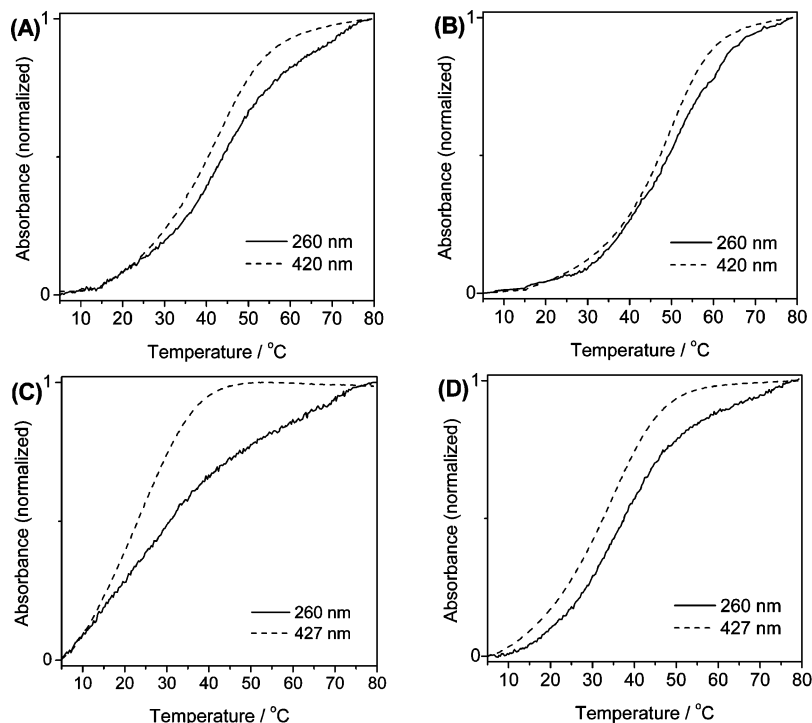 (A)
Absorbance (normalized)
1
0
260 nm
420 nm
10 20 30 40 50 60 70 80
Temperature / °C
(B)
Absorbance (normalized)
1
0
260 nm
420 nm
10 20 30 40 50 60 70 80
Temperature / °C
(C)
Absorbance (normalized)
1
0
260 nm
427 nm
10 20 30 40 50 60 70 80
Temperature / °C
(D)
Absorbance (normalized)
1
0
260 nm
427 nm
10 20 30 40 50 60 70 80
Temperature / °C